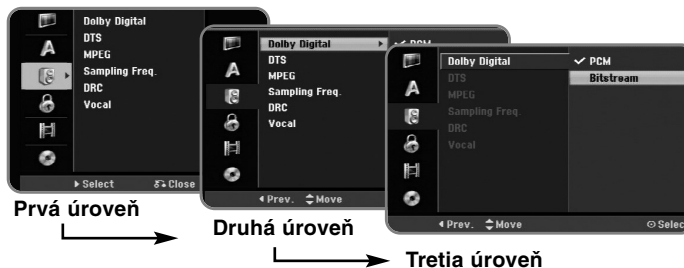 Dolby Digital
DTS
MPEG
Sampling Freq.
DRC
Vocal
Select Close
Prvá úroveň
Dolby Digital
DTS
MPEG
Sampling Freq.
DRC
Vocal
PCM
Prev. Move
Druhá úroveň
Dolby Digital
DTS
MPEG
Sampling Freq.
DRC
Vocal
PCM
Bitstream
Prev. Move Selec
Tretia úroveň